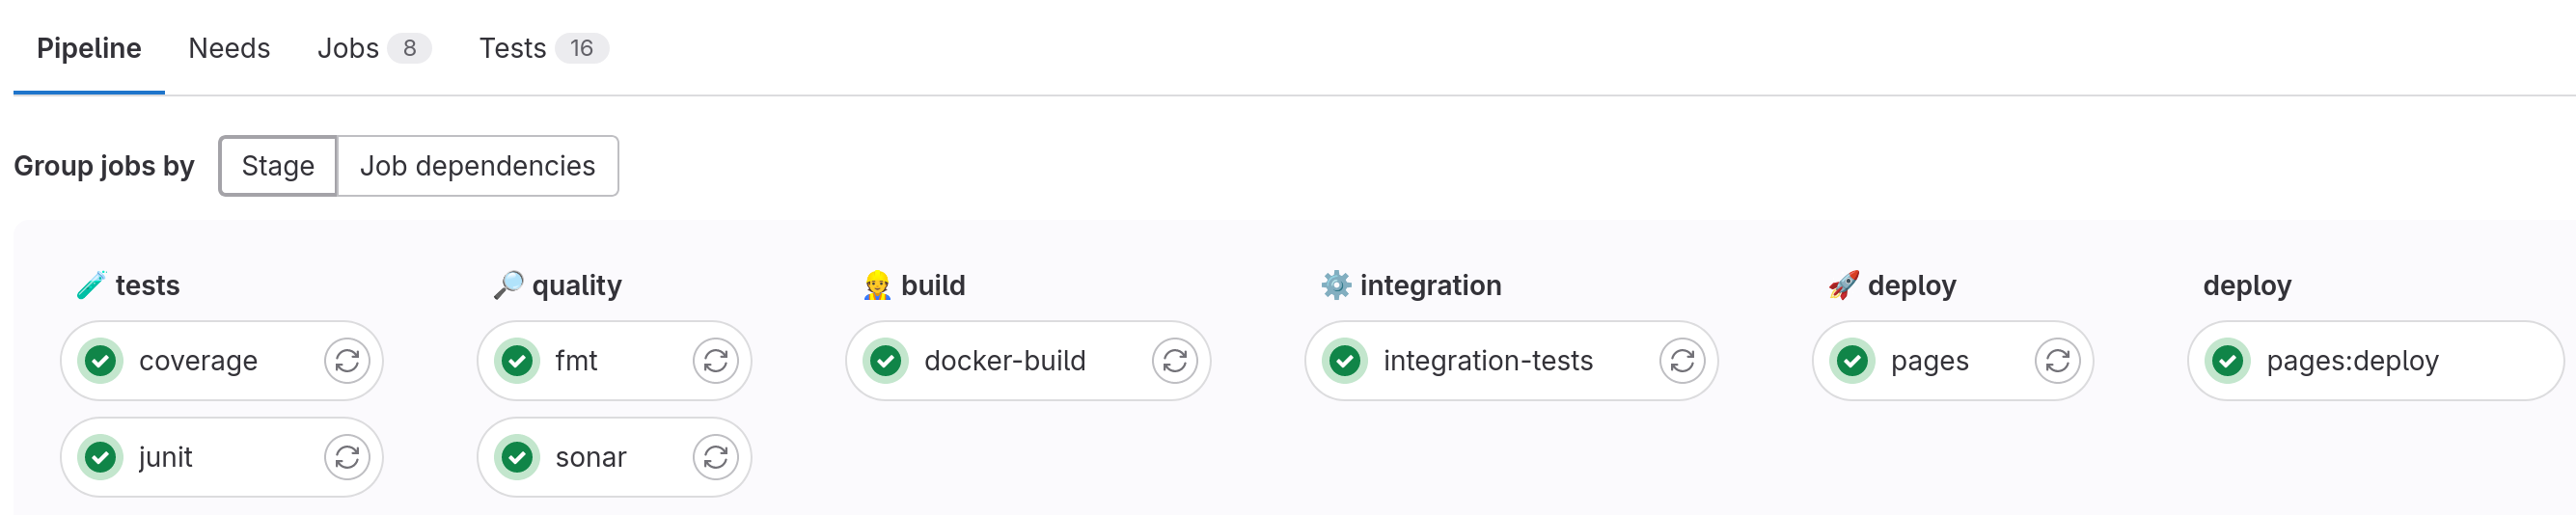 Pipeline Needs Jobs 8 Tests 16
Group jobs by Stage Job dependencies
tests quality build integration deploy deploy
coverage fmt docker-build integration-tests pages pages:deploy
junit sonar